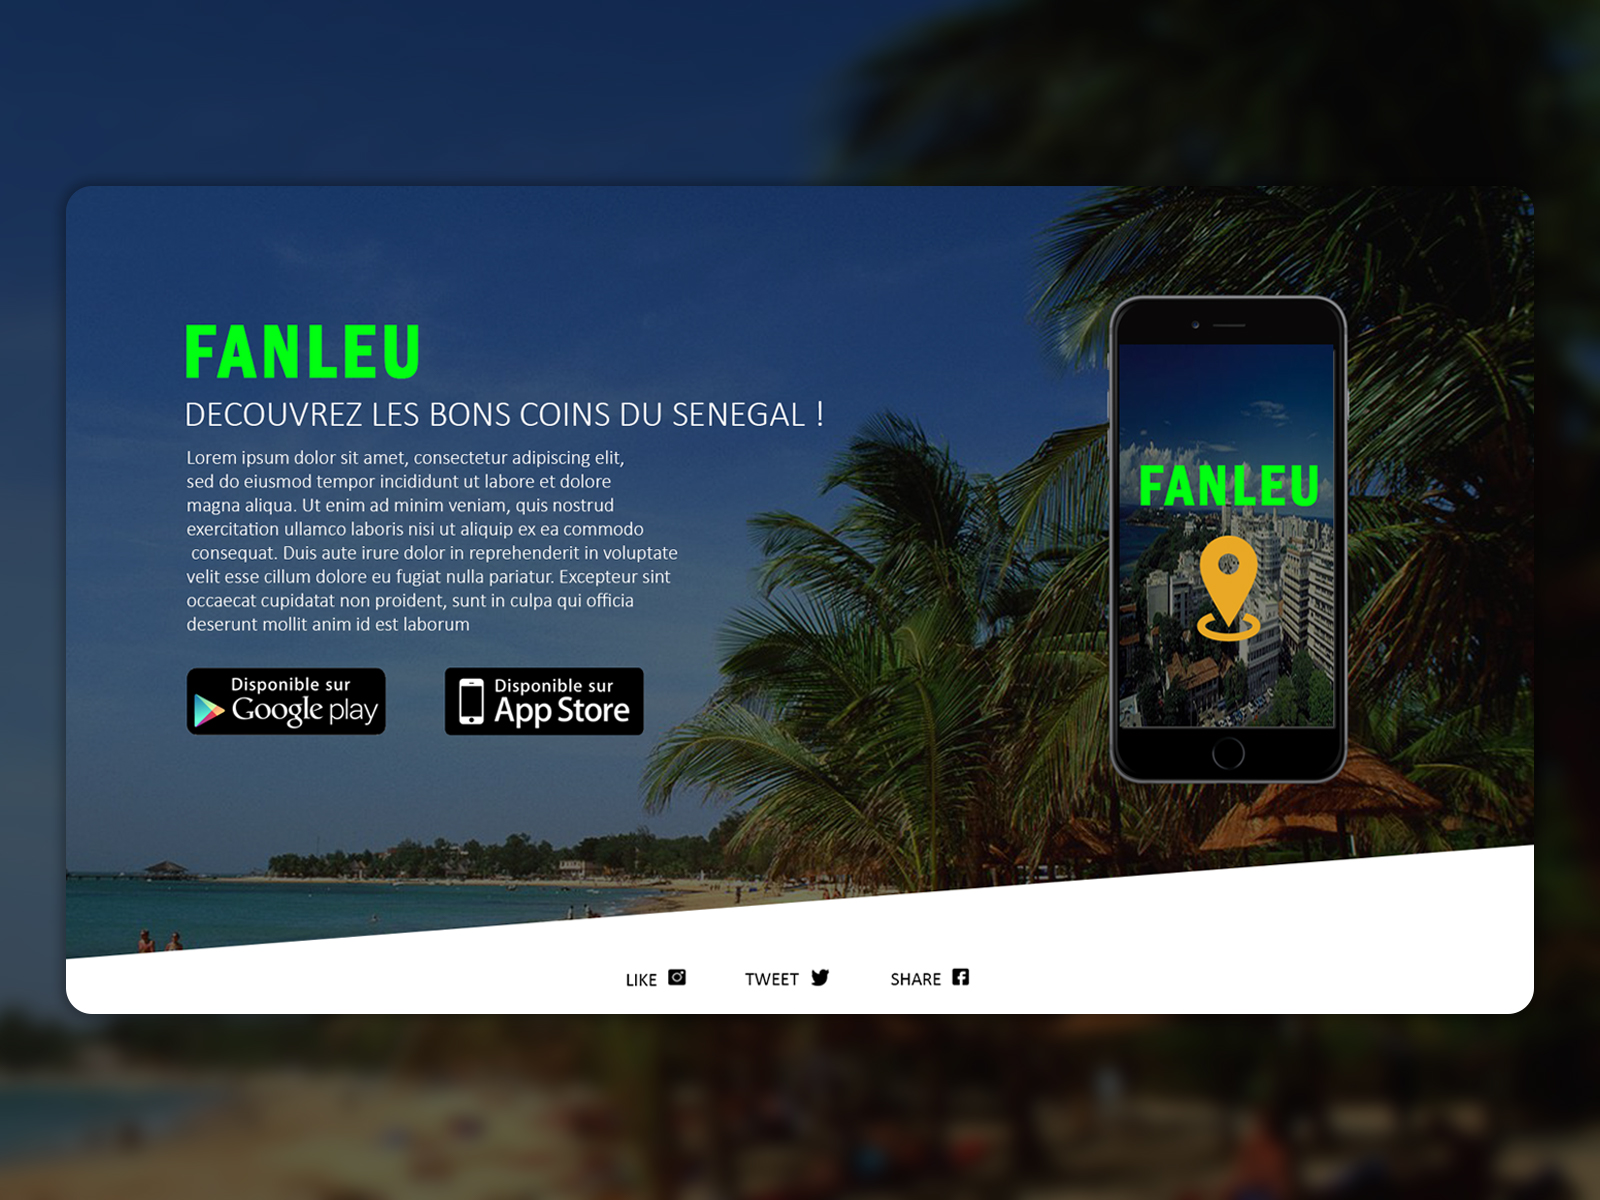 FANLEU
DECOUVREZ LES BONS COINS DU SENEGAL !
Lorem ipsum dolor sit amet, consectetur adipiscing elit,
sed do eiusmod tempor incididunt ut labore et dolore
magna aliqua. Ut enim ad minim veniam, quis nostrud
exercitation ullamco laboris nisi ut aliquip ex ea commodo
consequat. Duis aute irure dolor in reprehenderit in voluptate
velit esse cillum dolore eu fugiat nulla pariatur. Excepteur sint
occaecat cupidatat non proident, sunt in culpa qui officia
deserunt mollit anim id est laborum
Disponible sur
Google play
Disponible sur
App Store
FANLEU
LIKE
TWEET
SHARE